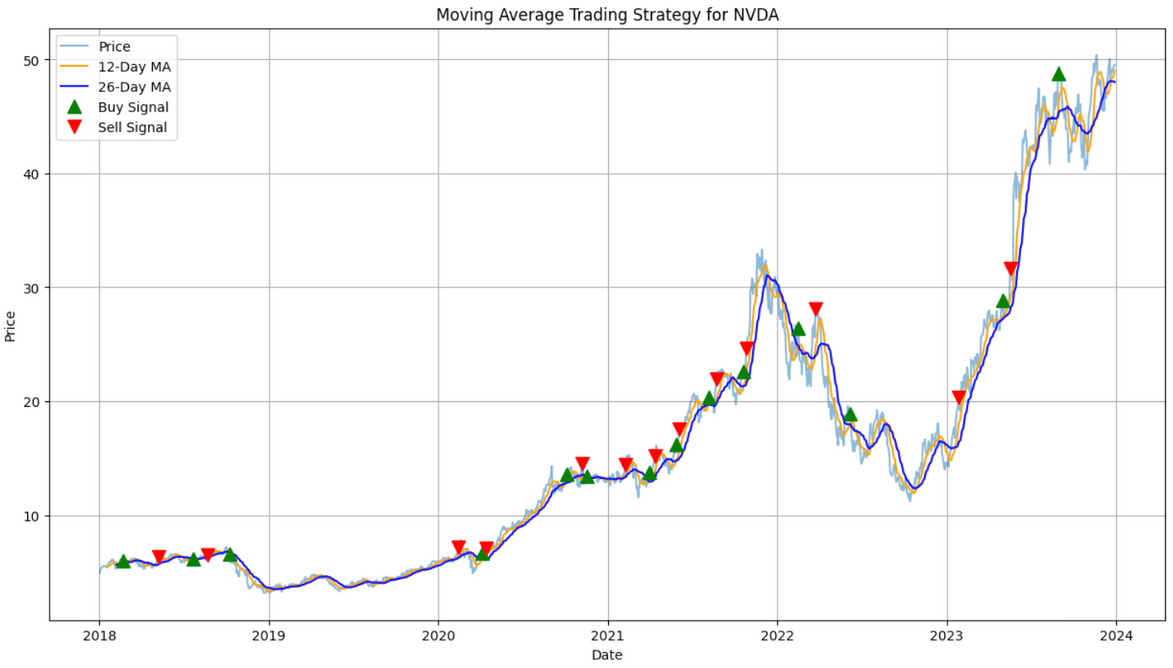 Moving Average Trading Strategy for NVDA
Price
12-Day MA
26-Day MA
Buy Signal
Sell Signal
50
40
30
20
10
Price
2018
2019
2020
2021
2022
2023
2024
Date